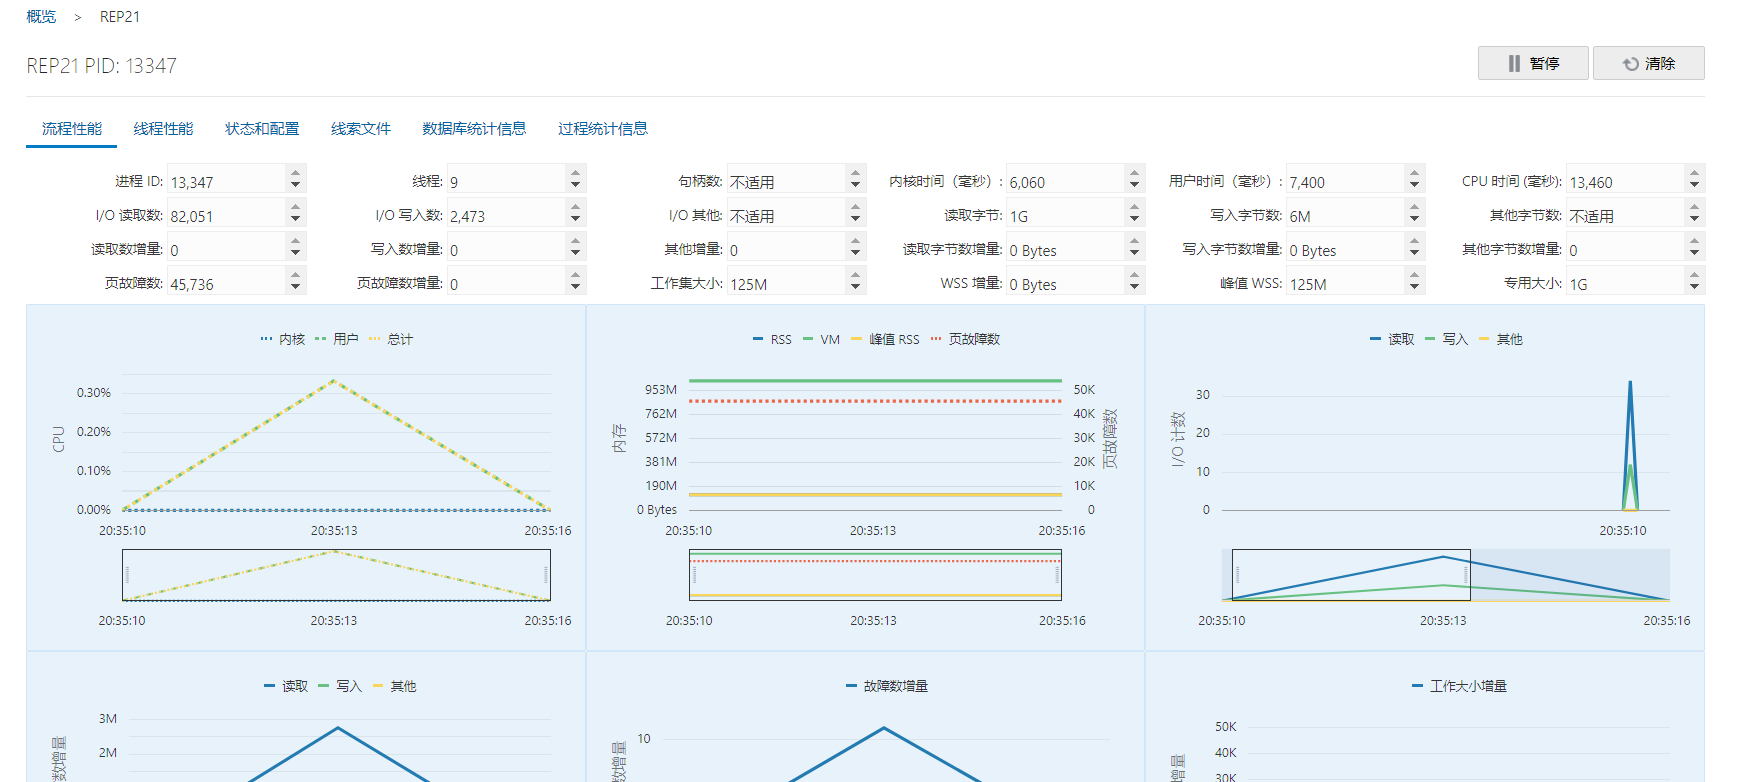 概览 > REP21
REP21 PID: 13347
暂停 清除
流程性能 线程性能 状态和配置 线索文件 数据库统计信息 过程统计信息
进程 ID: 13,347 线程: 9 句柄数: 不适用 内核时间（毫秒）: 6,060 用户时间（毫秒）: 7,400 CPU 时间 (毫秒): 13,460
I/O 读取数: 82,051 I/O 写入数: 2,473 I/O 其他: 不适用 读取字节: 1G 写入字节数: 6M 其他字节数: 不适用
读取数增量: 0 写入数增量: 0 其他增量: 0 读取字节数增量: 0 Bytes 写入字节数增量: 0 Bytes 其他字节数增量: 0
页故障数: 45,736 页故障数增量: 0 工作集大小: 125M WSS 增量: 0 Bytes 峰值 WSS: 125M 专用大小: 1G
内核 用户 总计
CPU
0.30%
0.20%
0.10%
0.00%
20:35:10 20:35:13 20:35:16
20:35:10 20:35:13 20:35:16
RSS VM 峰值 RSS 页故障数
内存
953M
762M
572M
381M
190M
0 Bytes
50K
40K
30K
20K
10K
0
页故障数
20:35:10 20:35:13 20:35:16
20:35:10 20:35:13 20:35:16
读取 写入 其他
I/O 计数
30
20
10
0
20:35:10
20:35:10 20:35:13 20:35:16
读取 写入 其他
3M
2M
数增量
故障数增量
10
数增量
工作大小增量
50K
40K
30K
增量